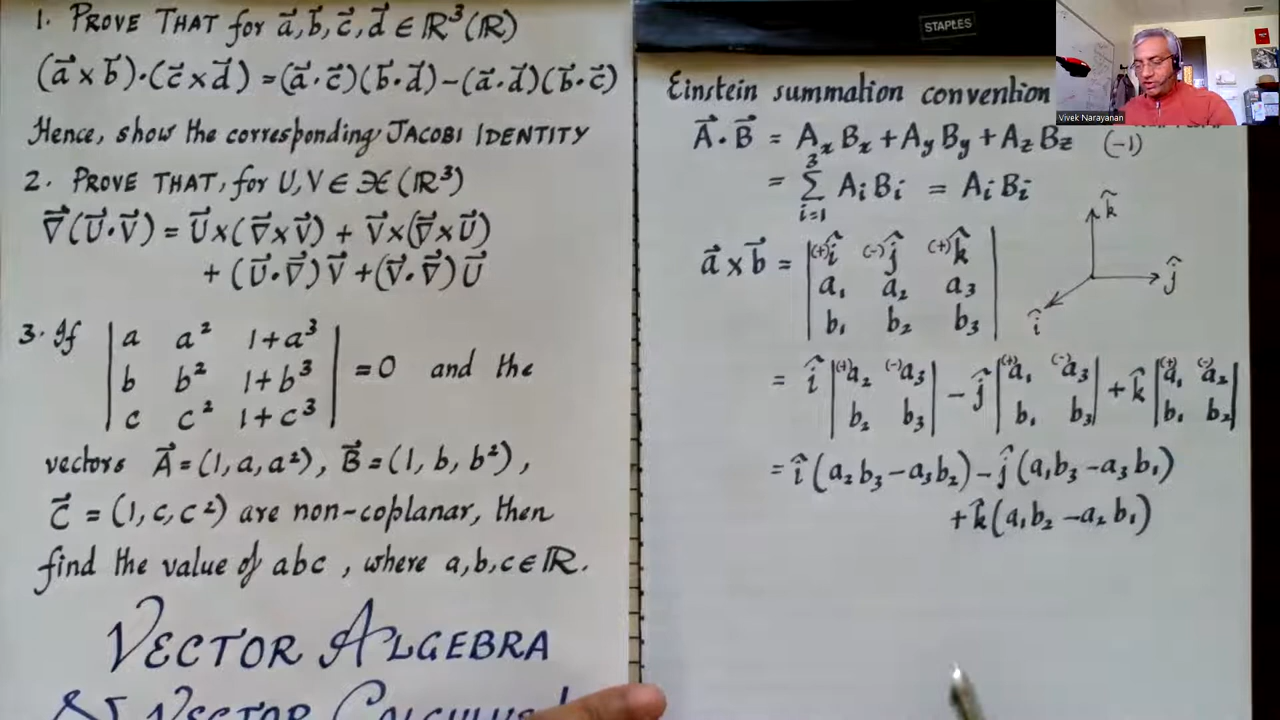 1. PROVE THAT for a⃗, b⃗, c⃗, d⃗ ∈ ℝ³(ℝ)
(a⃗ × b⃗)·(c⃗ × d⃗) = (a⃗·c⃗)(b⃗·d⃗) − (a⃗·d⃗)(b⃗·c⃗)
Hence, show the corresponding JACOBI IDENTITY
2. PROVE THAT, for U, V ∈ 𝔛(ℝ³)
∇⃗(U⃗·V⃗) = U⃗×(∇⃗×V⃗) + V⃗×(∇⃗×U⃗)
+ (U⃗·∇⃗)V⃗ + (V⃗·∇⃗)U⃗
3. If | a a² 1+a³ |
| b b² 1+b³ | = 0 and the
| c c² 1+c³ |
vectors A⃗ = (1, a, a²), B⃗ = (1, b, b²),
C⃗ = (1, c, c²) are non-coplanar, then
find the value of abc, where a, b, c ∈ ℝ.
VECTOR ALGEBRA
& VECTOR CALCULUS!
STAPLES
Einstein summation convention
A⃗·B⃗ = AₓBₓ + A_yB_y + A_zB_z (−1)
= Σ_{i=1}^{3} AᵢBᵢ = AᵢBᵢ
a⃗ × b⃗ = | (+)î (−)ĵ (+)k̂ |
| a₁ a₂ a₃ |
| b₁ b₂ b₃ |
k̂
ĵ
î
= î | (+)a₂ (−)a₃ | − ĵ | (+)a₁ (−)a₃ | + k̂ | (+)a₁ (−)a₂ |
| b₂ b₃ | | b₁ b₃ | | b₁ b₂ |
= î(a₂b₃ − a₃b₂) − ĵ(a₁b₃ − a₃b₁)
+ k̂(a₁b₂ − a₂b₁)
Vivek Narayanan